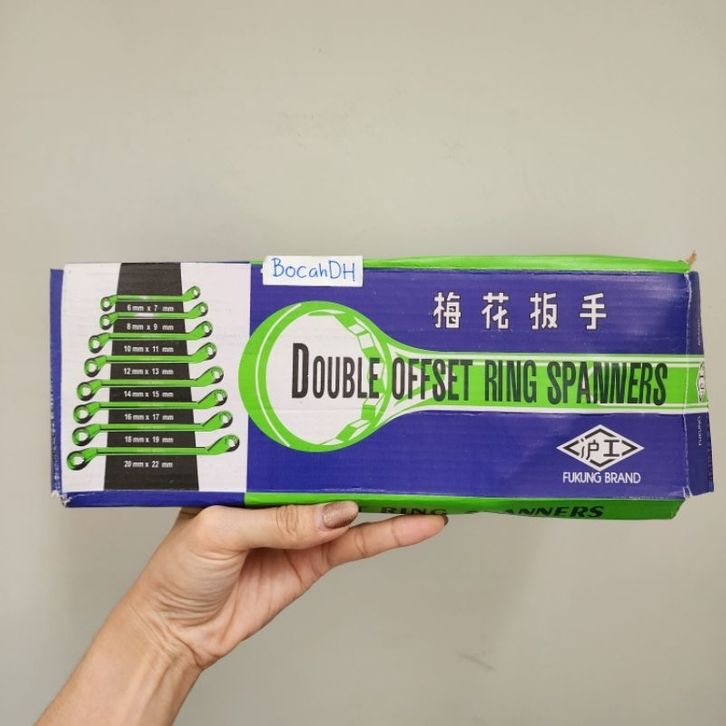 BocahDH
6 mm x 7 mm
8 mm x 9 mm
10 mm x 11 mm
12 mm x 13 mm
14 mm x 15 mm
16 mm x 17 mm
18 mm x 19 mm
20 mm x 22 mm
梅花扳手
DOUBLE OFFSET RING SPANNERS
沪工
FUKUNG BRAND
RING SPANNERS